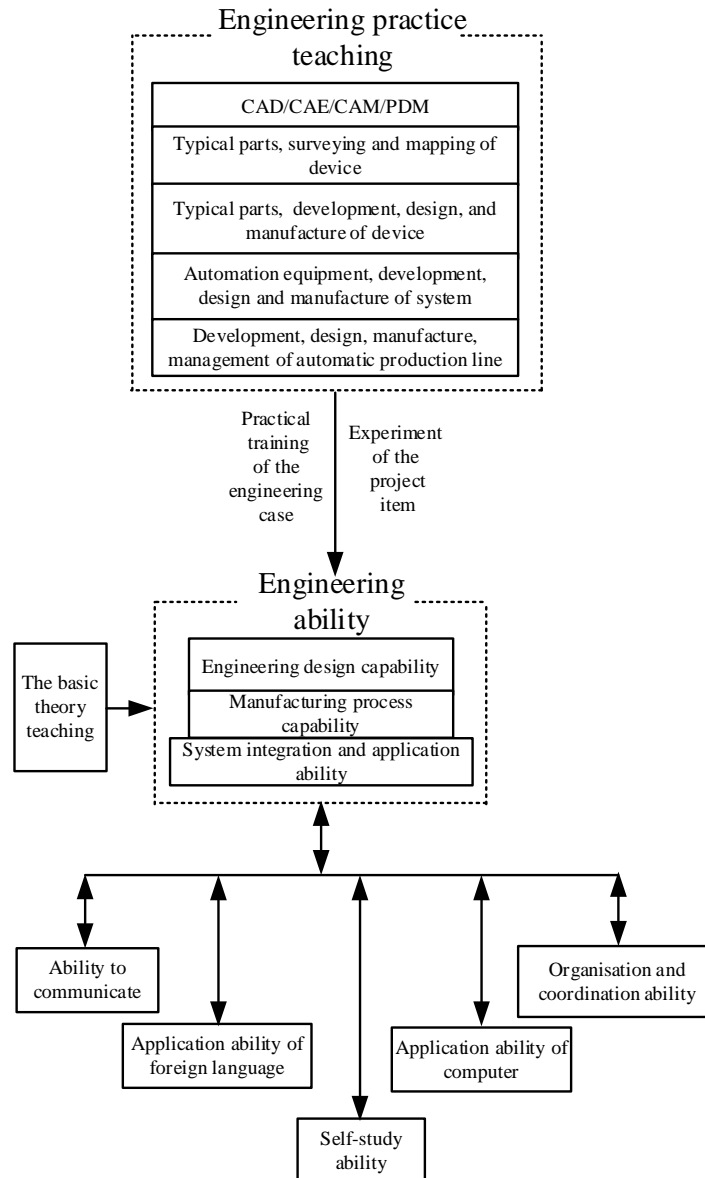 Engineering practice
teaching
CAD/CAE/CAM/PDM
Typical parts, surveying and mapping of
device
Typical parts, development, design, and
manufacture of device
Automation equipment, development,
design and manufacture of system
Development, design, manufacture,
management of automatic production line
Practical
training
of the
engineering
case
Experiment
of the
project
item
Engineering
ability
The basic
theory
teaching
Engineering design capability
Manufacturing process
capability
System integration and application
ability
Ability to
communicate
Organisation and
coordination ability
Application ability of
foreign language
Application ability of
computer
Self-study
ability